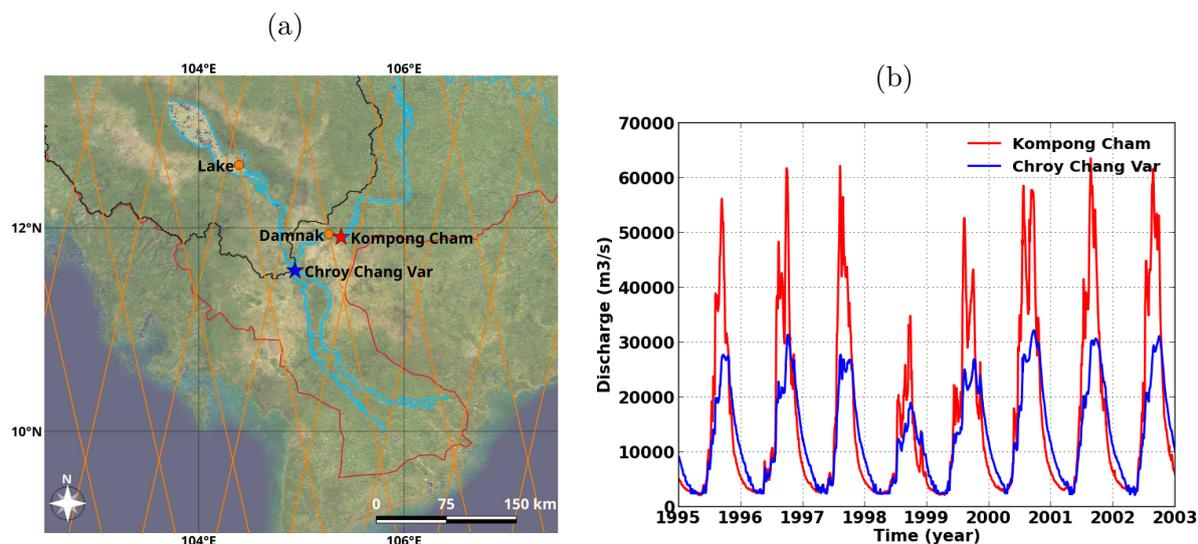 (a)
104°E 106°E
Lake
12°N
Damnak
Kompong Cham
Chroy Chang Var
10°N
N
0 75 150 km
104°E 106°E
(b)
70000
60000
50000
40000
30000
20000
10000
0
Discharge (m3/s)
Kompong Cham
Chroy Chang Var
1995 1996 1997 1998 1999 2000 2001 2002 2003
Time (year)